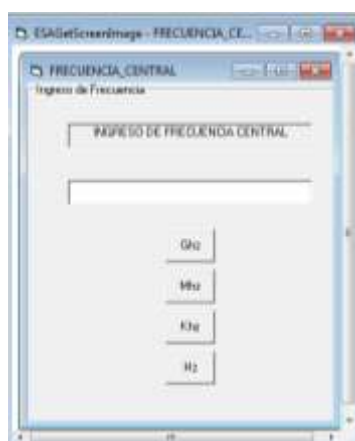 ESAGetScreenImage - FRECUENCIA_CE...
FRECUENCIA_CENTRAL
Ingreso de Frecuencia
INGRESO DE FRECUENCIA CENTRAL
Ghz
Mhz
Khz
Hz